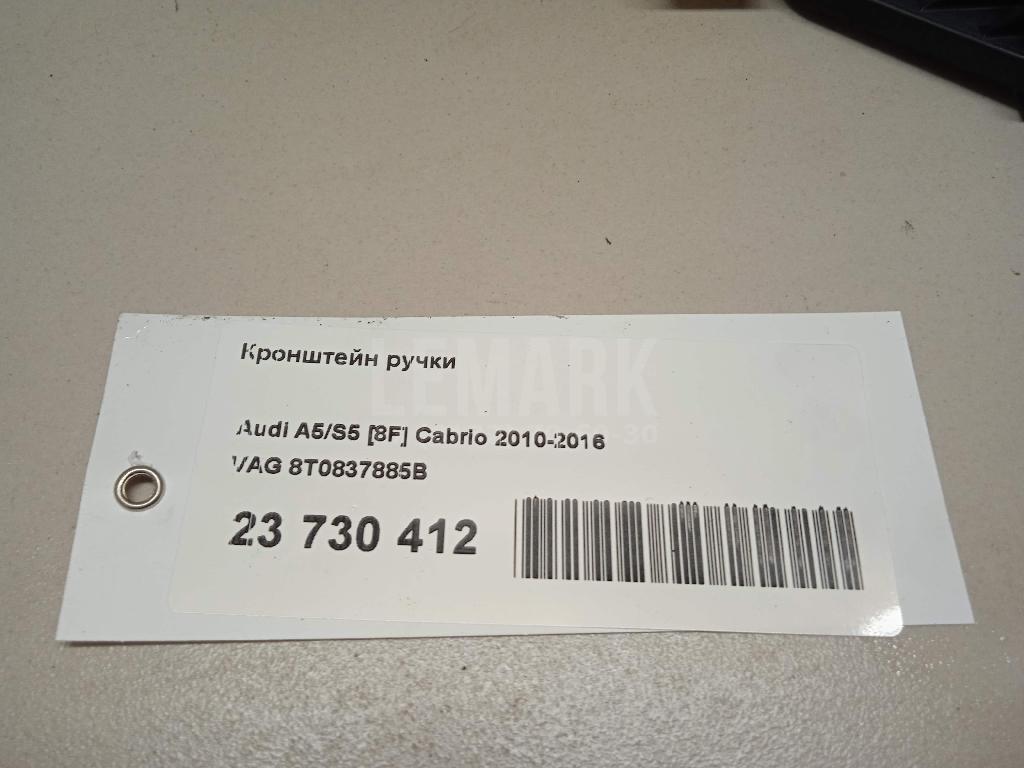 Кронштейн ручки
LEMARK
Audi A5/S5 [8F] Cabrio 2010-2016
VAG 8T0837885B
23 730 412